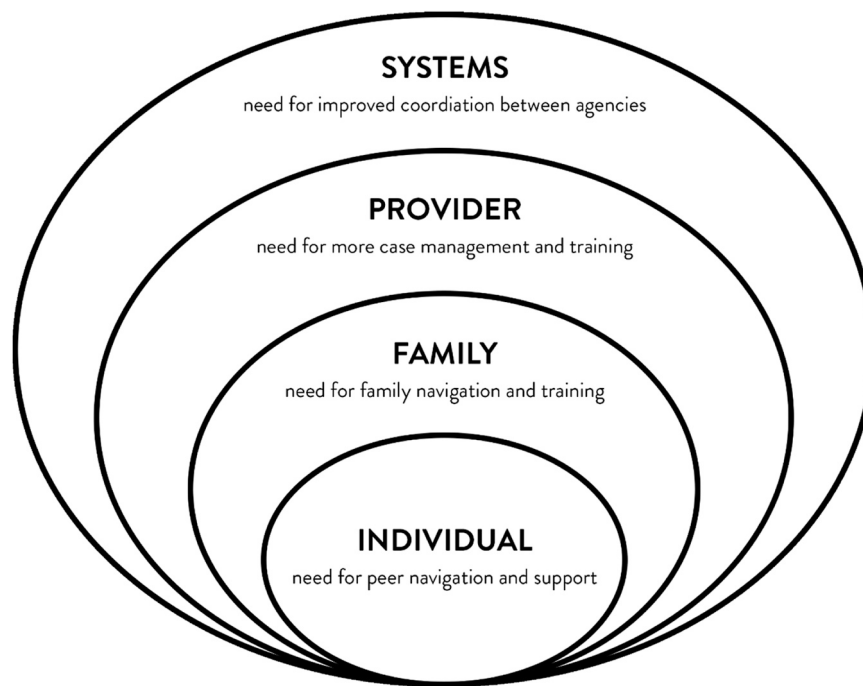 SYSTEMS
need for improved coordiation between agencies
PROVIDER
need for more case management and training
FAMILY
need for family navigation and training
INDIVIDUAL
need for peer navigation and support